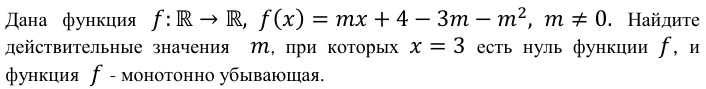 Дана функция f: ℝ → ℝ, f(x) = mx + 4 − 3m − m², m ≠ 0. Найдите
действительные значения m, при которых x = 3 есть нуль функции f, и
функция f - монотонно убывающая.